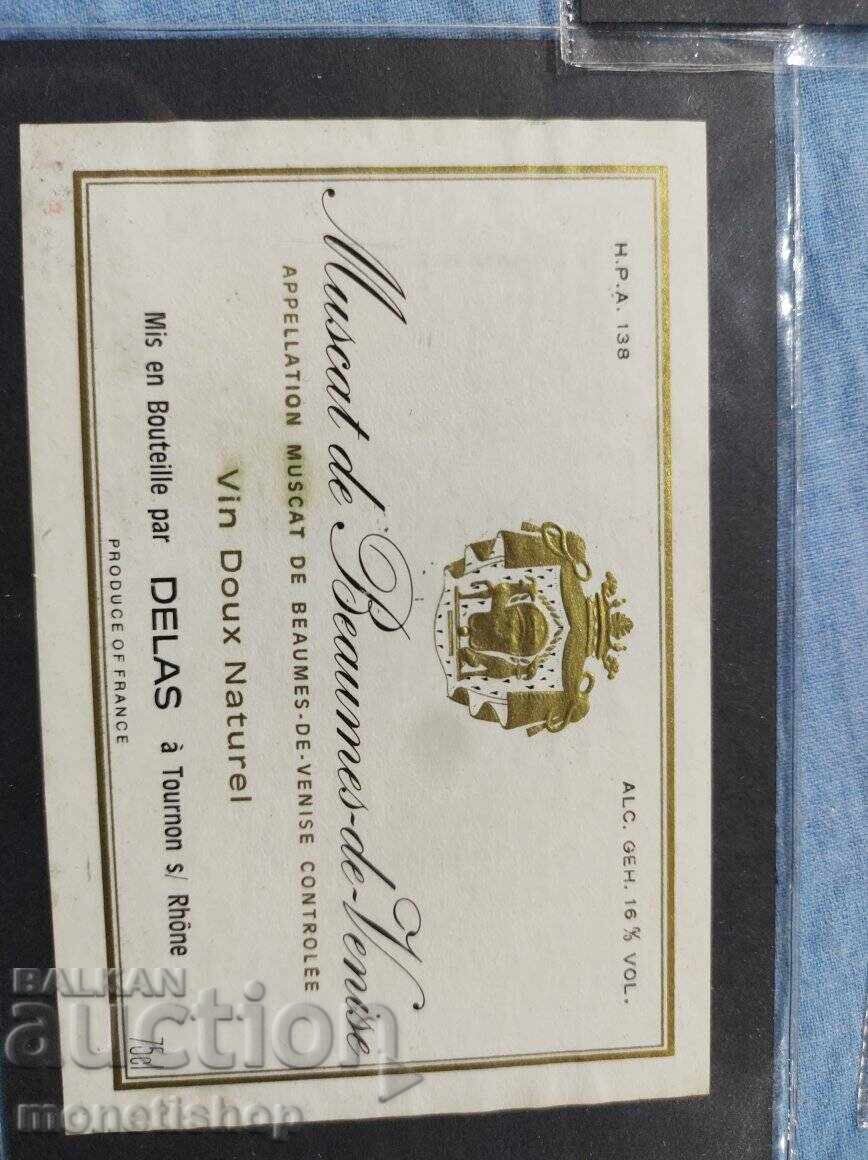 H.P.A. 138
ALC. GEH. 16 % VOL.
Muscat de Beaumes-de-Venise
APPELLATION MUSCAT DE BEAUMES-DE-VENISE CONTROLÉE
Vin Doux Naturel
Mis en Bouteille par DELAS à Tournon s/ Rhône
PRODUCE OF FRANCE
75cl
BALKAN
auction
monetishop